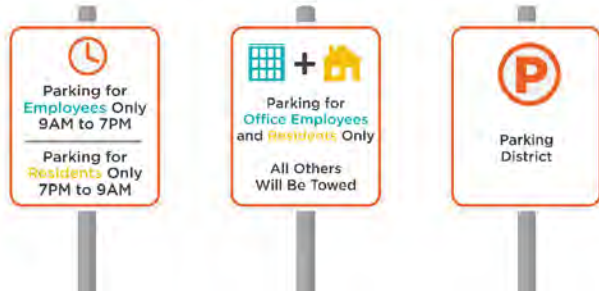 Parking for
Employees Only
9AM to 7PM
Parking for
Residents Only
7PM to 9AM
+
Parking for
Office Employees
and Residents Only
All Others
Will Be Towed
P
Parking
District